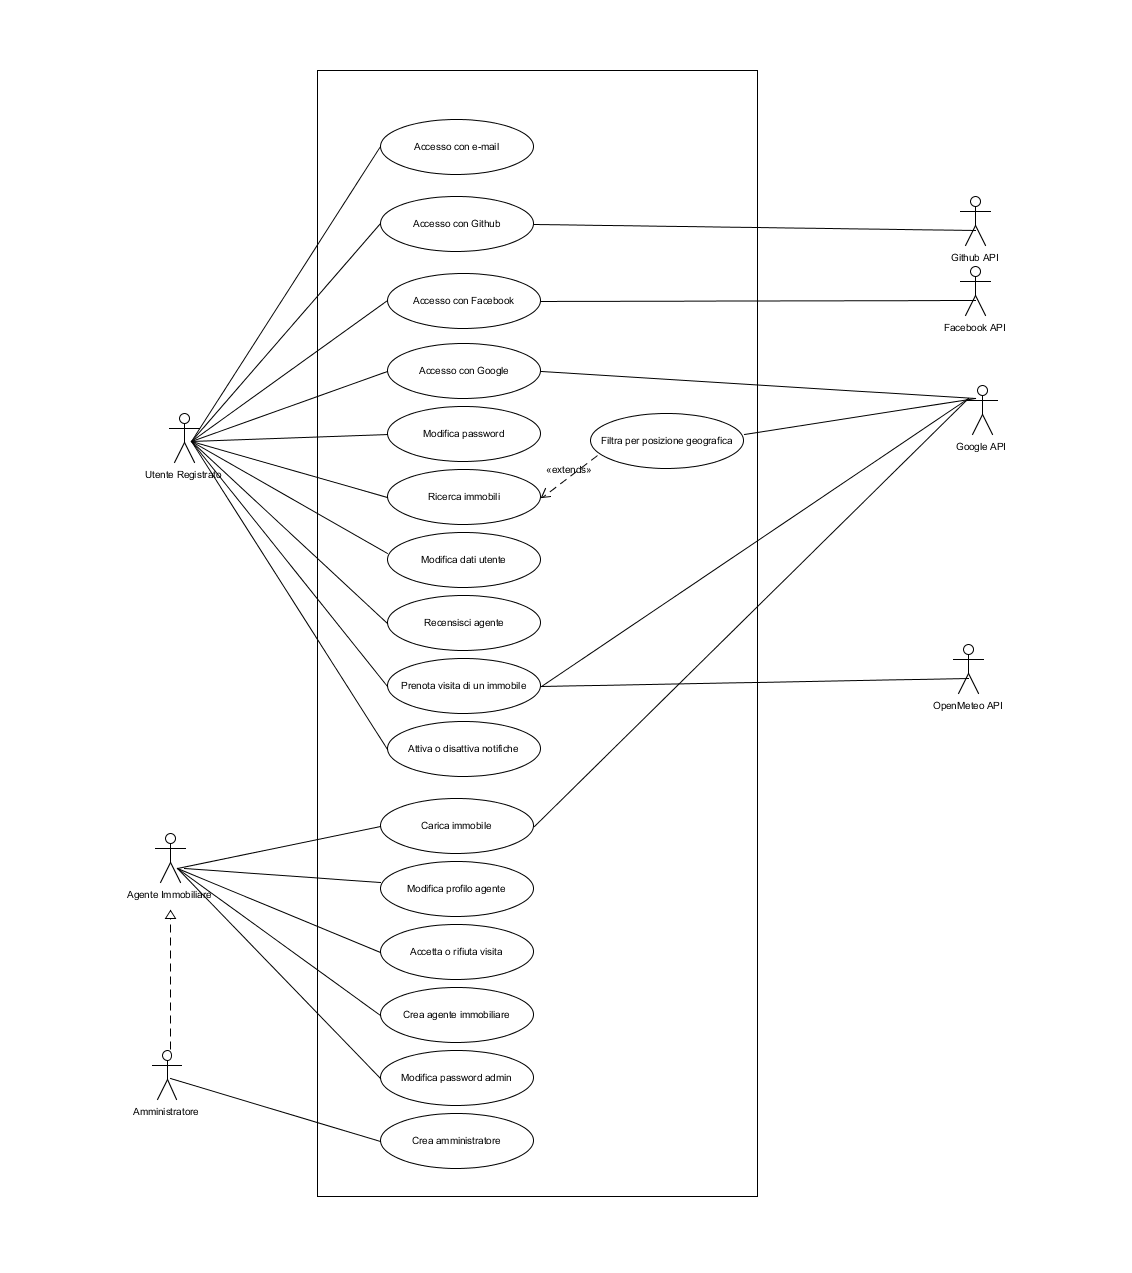 Accesso con e-mail
Accesso con Github
Github API
Accesso con Facebook
Facebook API
Accesso con Google
Modifica password
Filtra per posizione geografica
Google API
«extends»
Utente Registrato
Ricerca immobili
Modifica dati utente
Recensisci agente
Prenota visita di un immobile
OpenMeteo API
Attiva o disattiva notifiche
Carica immobile
Agente Immobiliare
Modifica profilo agente
Accetta o rifiuta visita
Crea agente immobiliare
Modifica password admin
Amministratore
Crea amministratore